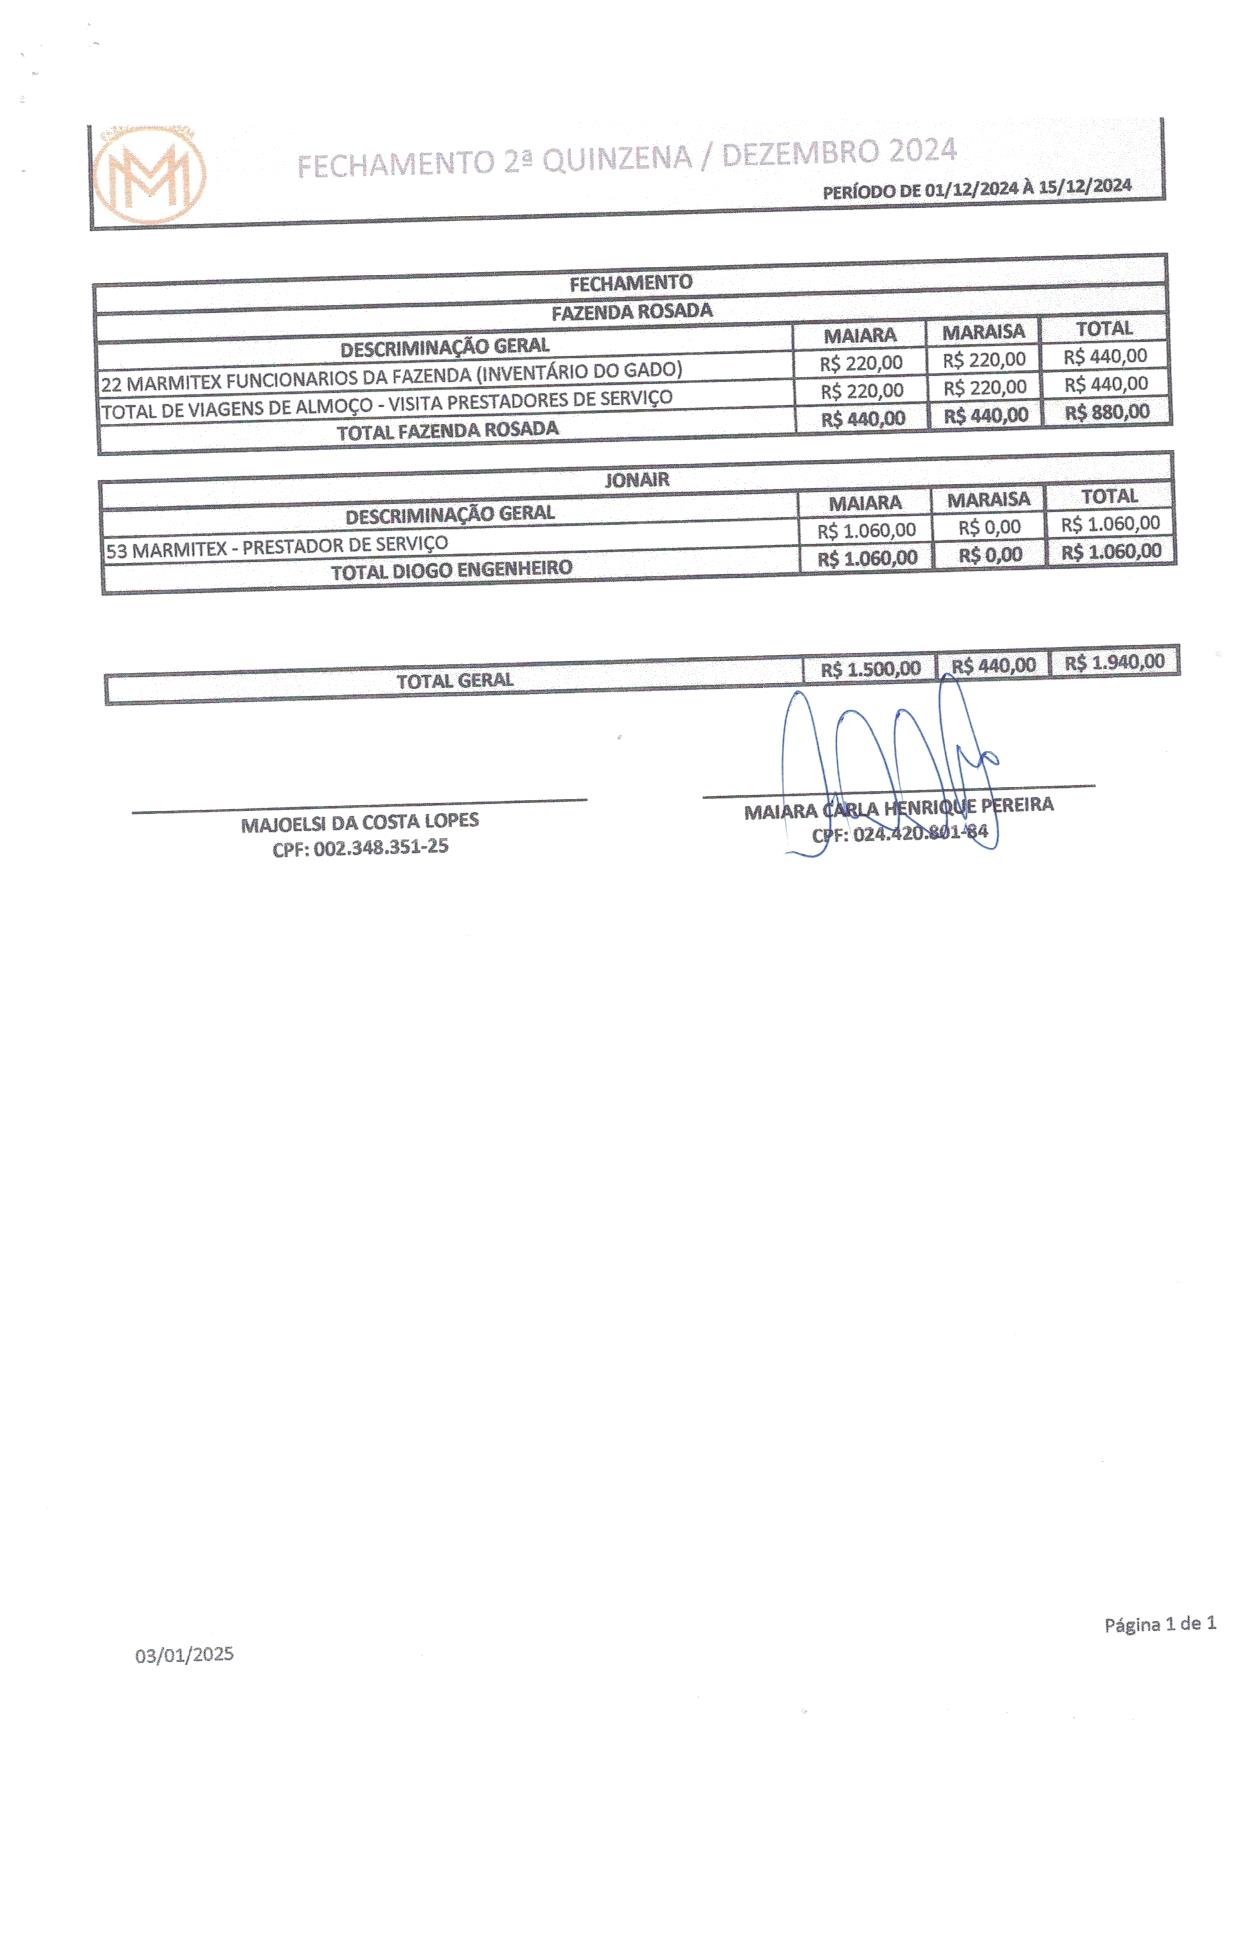 FECHAMENTO 2ª QUINZENA / DEZEMBRO 2024
PERÍODO DE 01/12/2024 À 15/12/2024
FECHAMENTO
FAZENDA ROSADA
DESCRIMINAÇÃO GERAL MAIARA MARAISA TOTAL
22 MARMITEX FUNCIONARIOS DA FAZENDA (INVENTÁRIO DO GADO) R$ 220,00 R$ 220,00 R$ 440,00
TOTAL DE VIAGENS DE ALMOÇO - VISITA PRESTADORES DE SERVIÇO R$ 220,00 R$ 220,00 R$ 440,00
TOTAL FAZENDA ROSADA R$ 440,00 R$ 440,00 R$ 880,00
JONAIR
DESCRIMINAÇÃO GERAL MAIARA MARAISA TOTAL
53 MARMITEX - PRESTADOR DE SERVIÇO R$ 1.060,00 R$ 0,00 R$ 1.060,00
TOTAL DIOGO ENGENHEIRO R$ 1.060,00 R$ 0,00 R$ 1.060,00
TOTAL GERAL R$ 1.500,00 R$ 440,00 R$ 1.940,00
MAJOELSI DA COSTA LOPES
CPF: 002.348.351-25
MAIARA CARLA HENRIQUE PEREIRA
CPF: 024.420.801-84
03/01/2025
Página 1 de 1